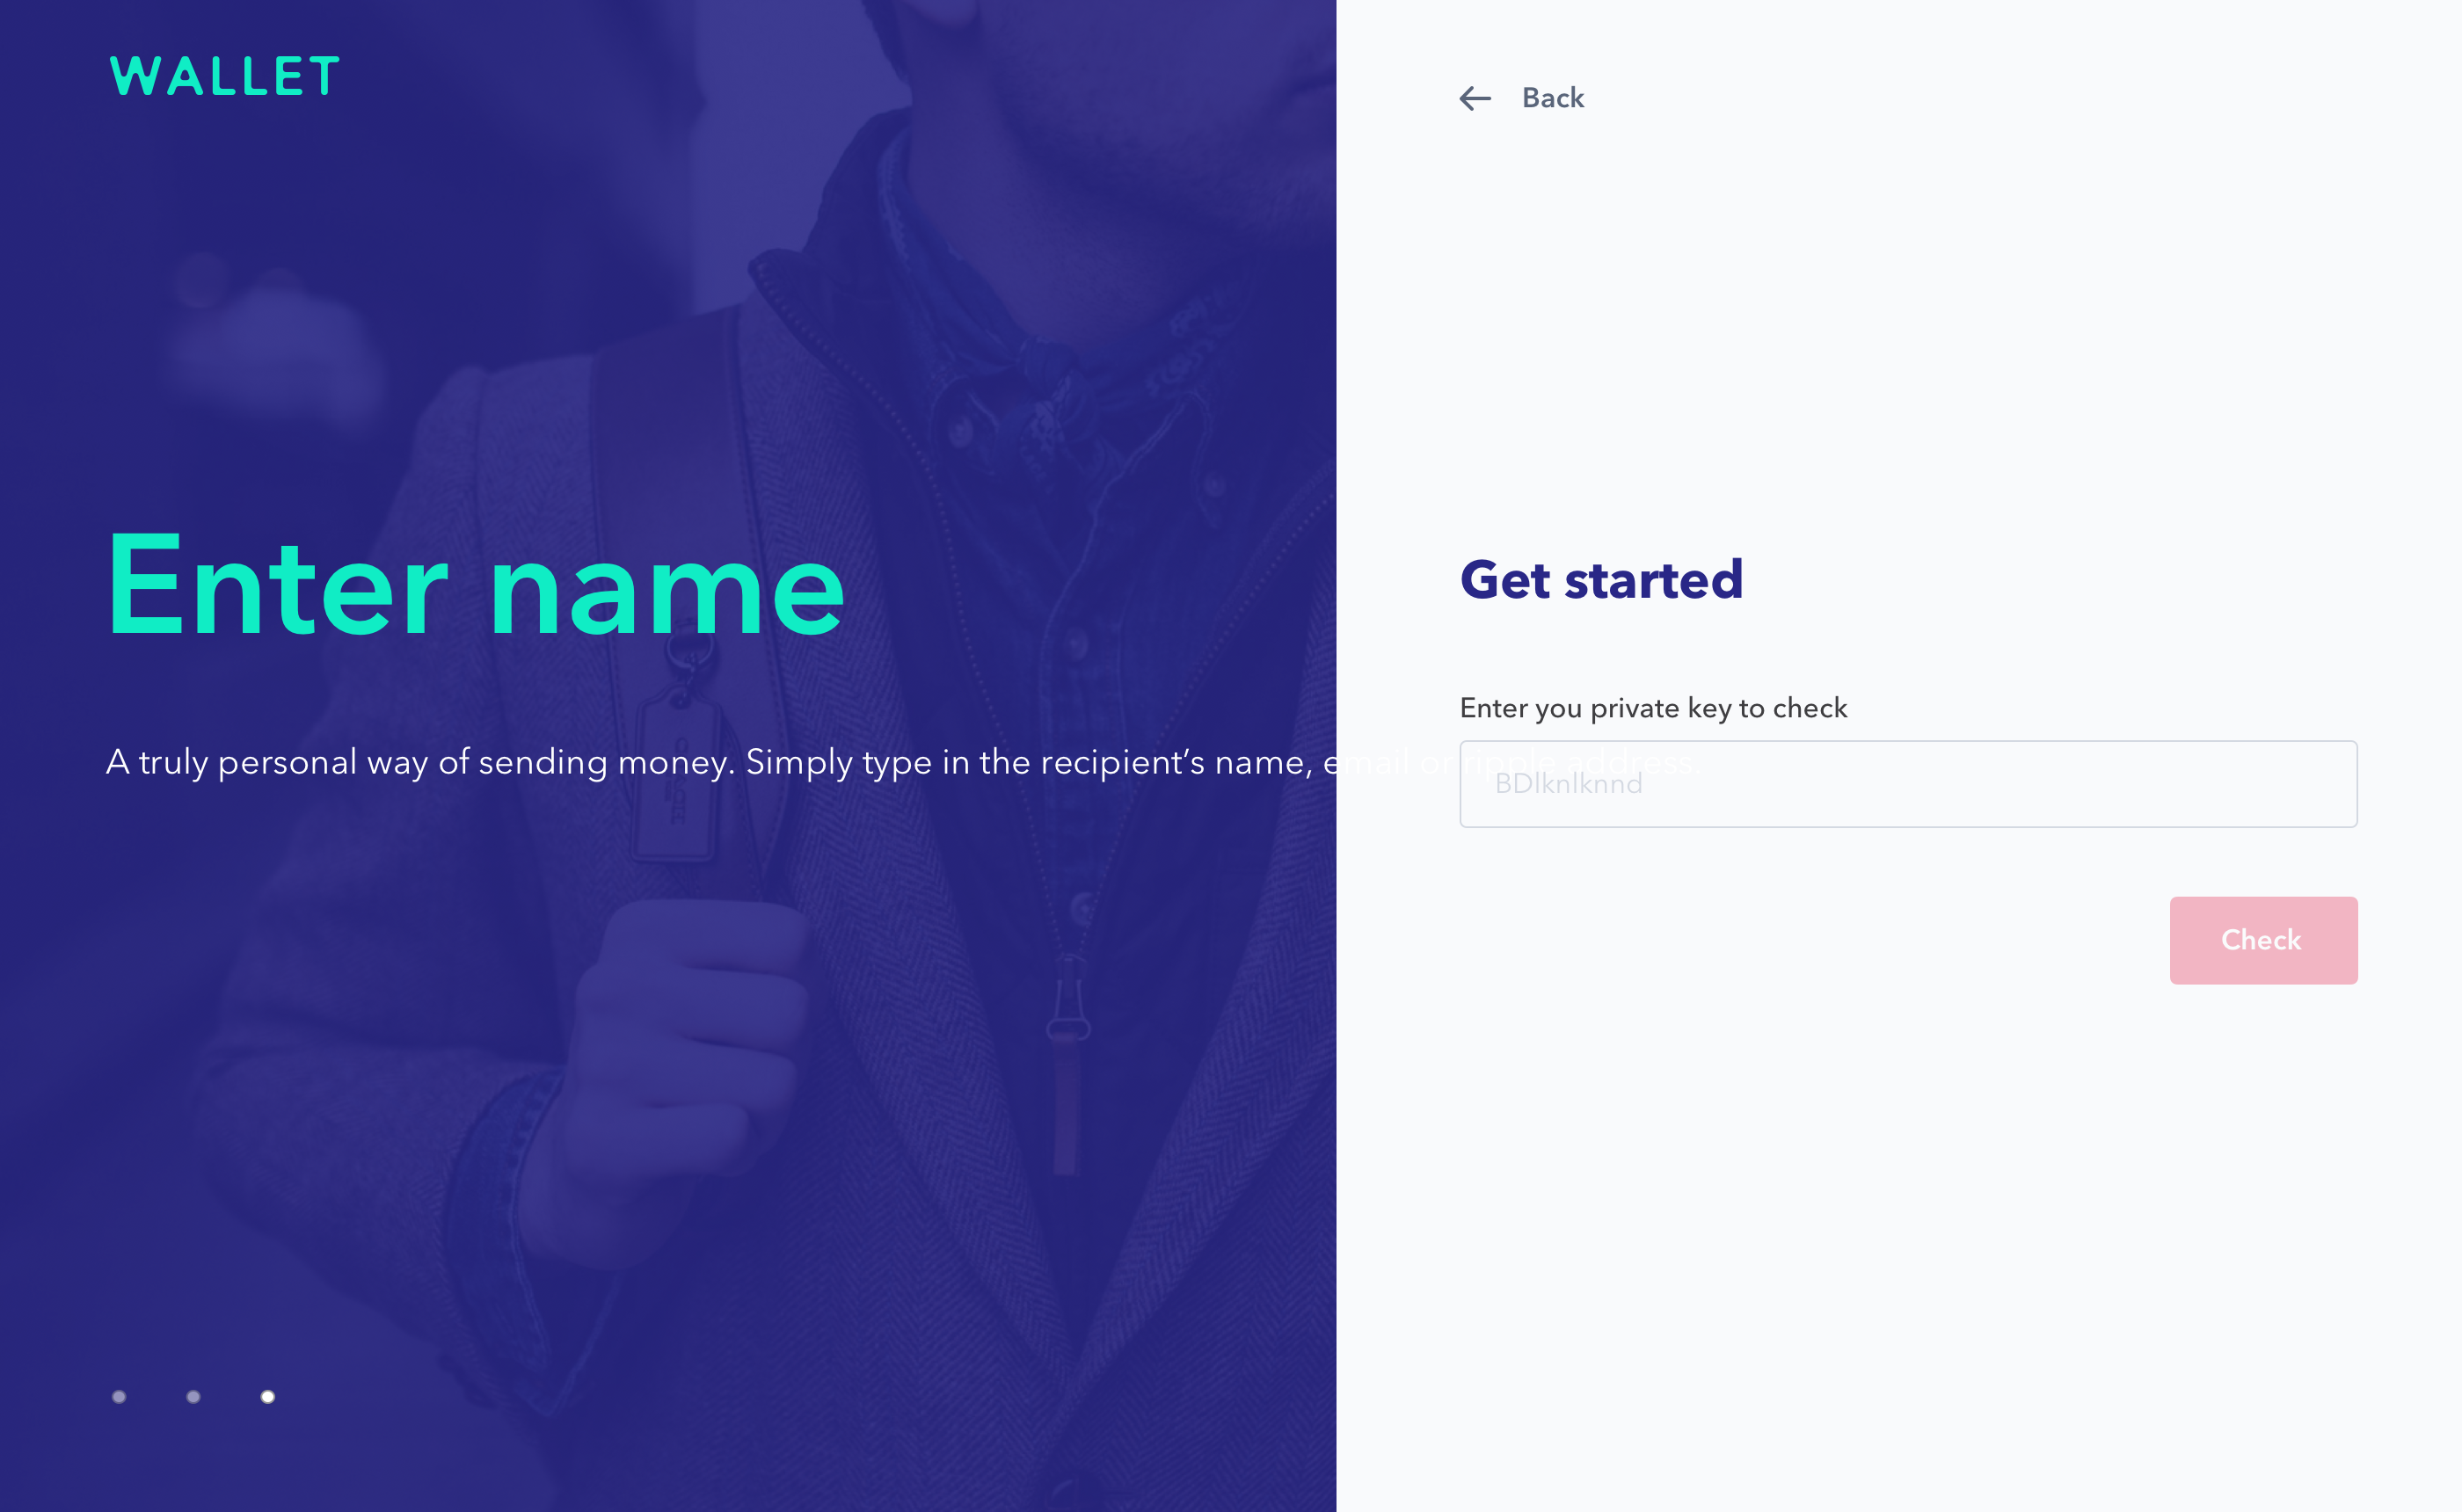 WALLET
Back
Enter name
Get started
Enter you private key to check
A truly personal way of sending money. Simply type in the recipient’s name, email or ripple address.
BDlknlknnd
Check